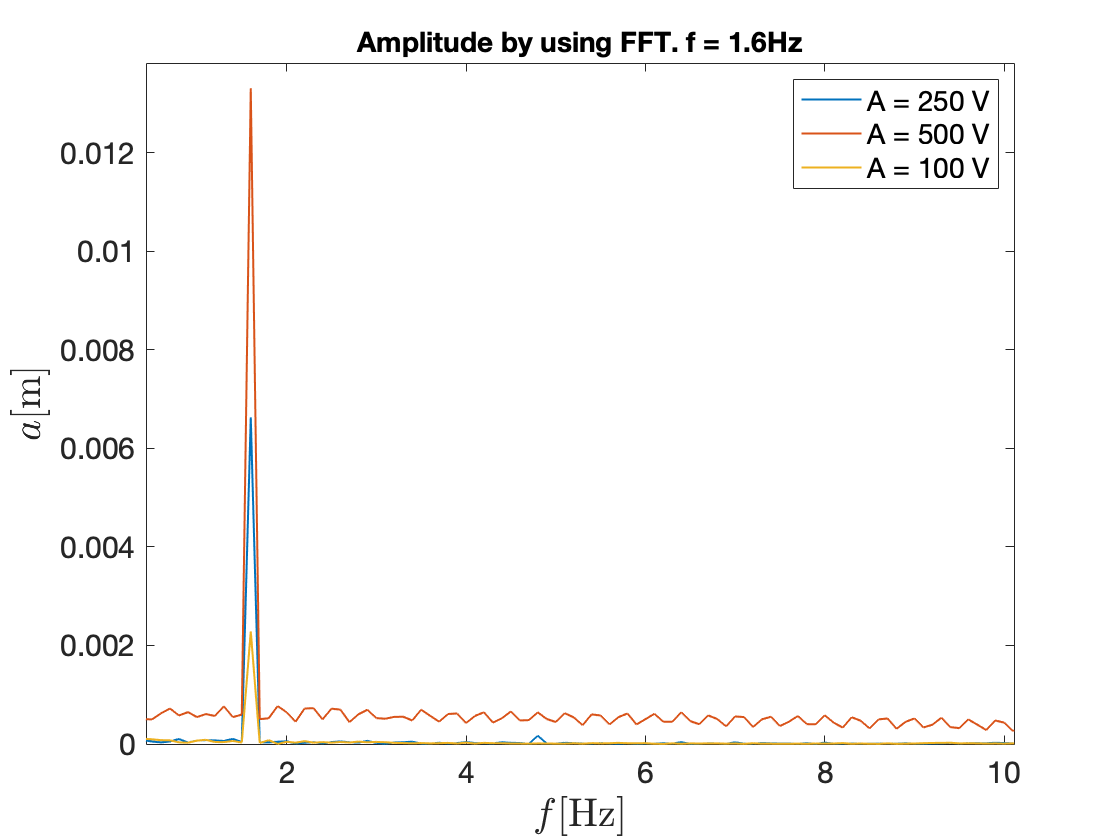 Amplitude by using FFT. f = 1.6Hz
A = 250 V
A = 500 V
A = 100 V
0.012
0.01
0.008
0.006
0.004
0.002
0
a[m]
2 4 6 8 10
f[Hz]